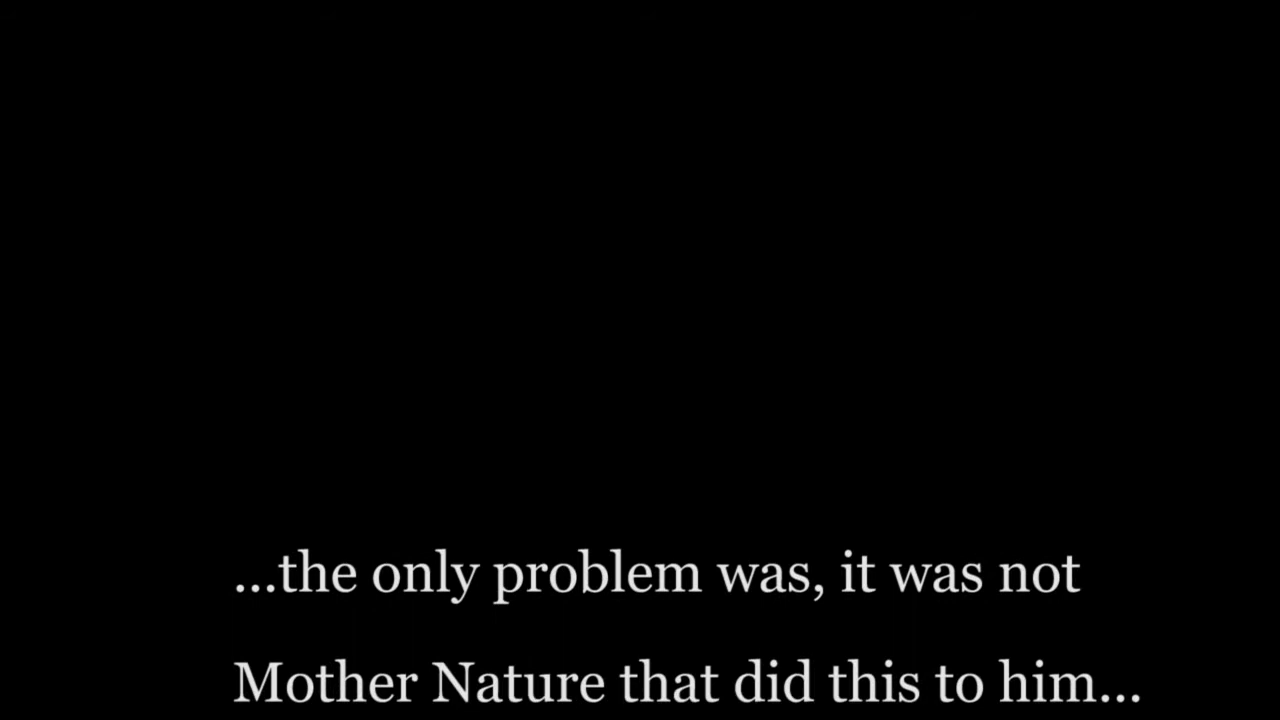 ...the only problem was, it was not
Mother Nature that did this to him...